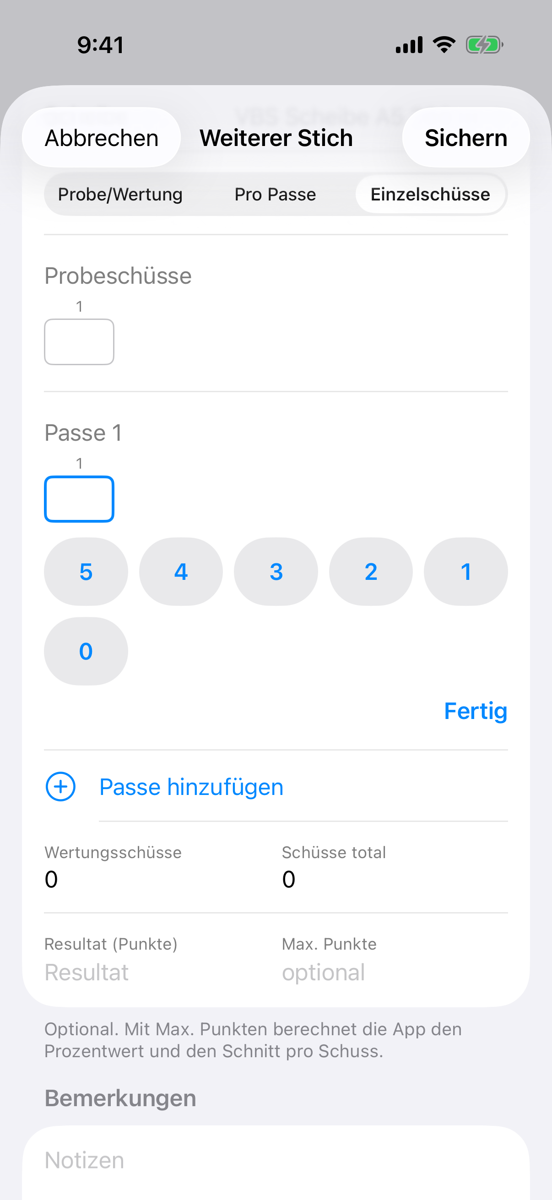 9:41
Abbrechen
Weiterer Stich
Sichern
Probe/Wertung
Pro Passe
Einzelschüsse
Probeschüsse
1
Passe 1
1
5
4
3
2
1
0
Fertig
Passe hinzufügen
Wertungsschüsse
Schüsse total
0
0
Resultat (Punkte)
Max. Punkte
Resultat
optional
Optional. Mit Max. Punkten berechnet die App den
Prozentwert und den Schnitt pro Schuss.
Bemerkungen
Notizen